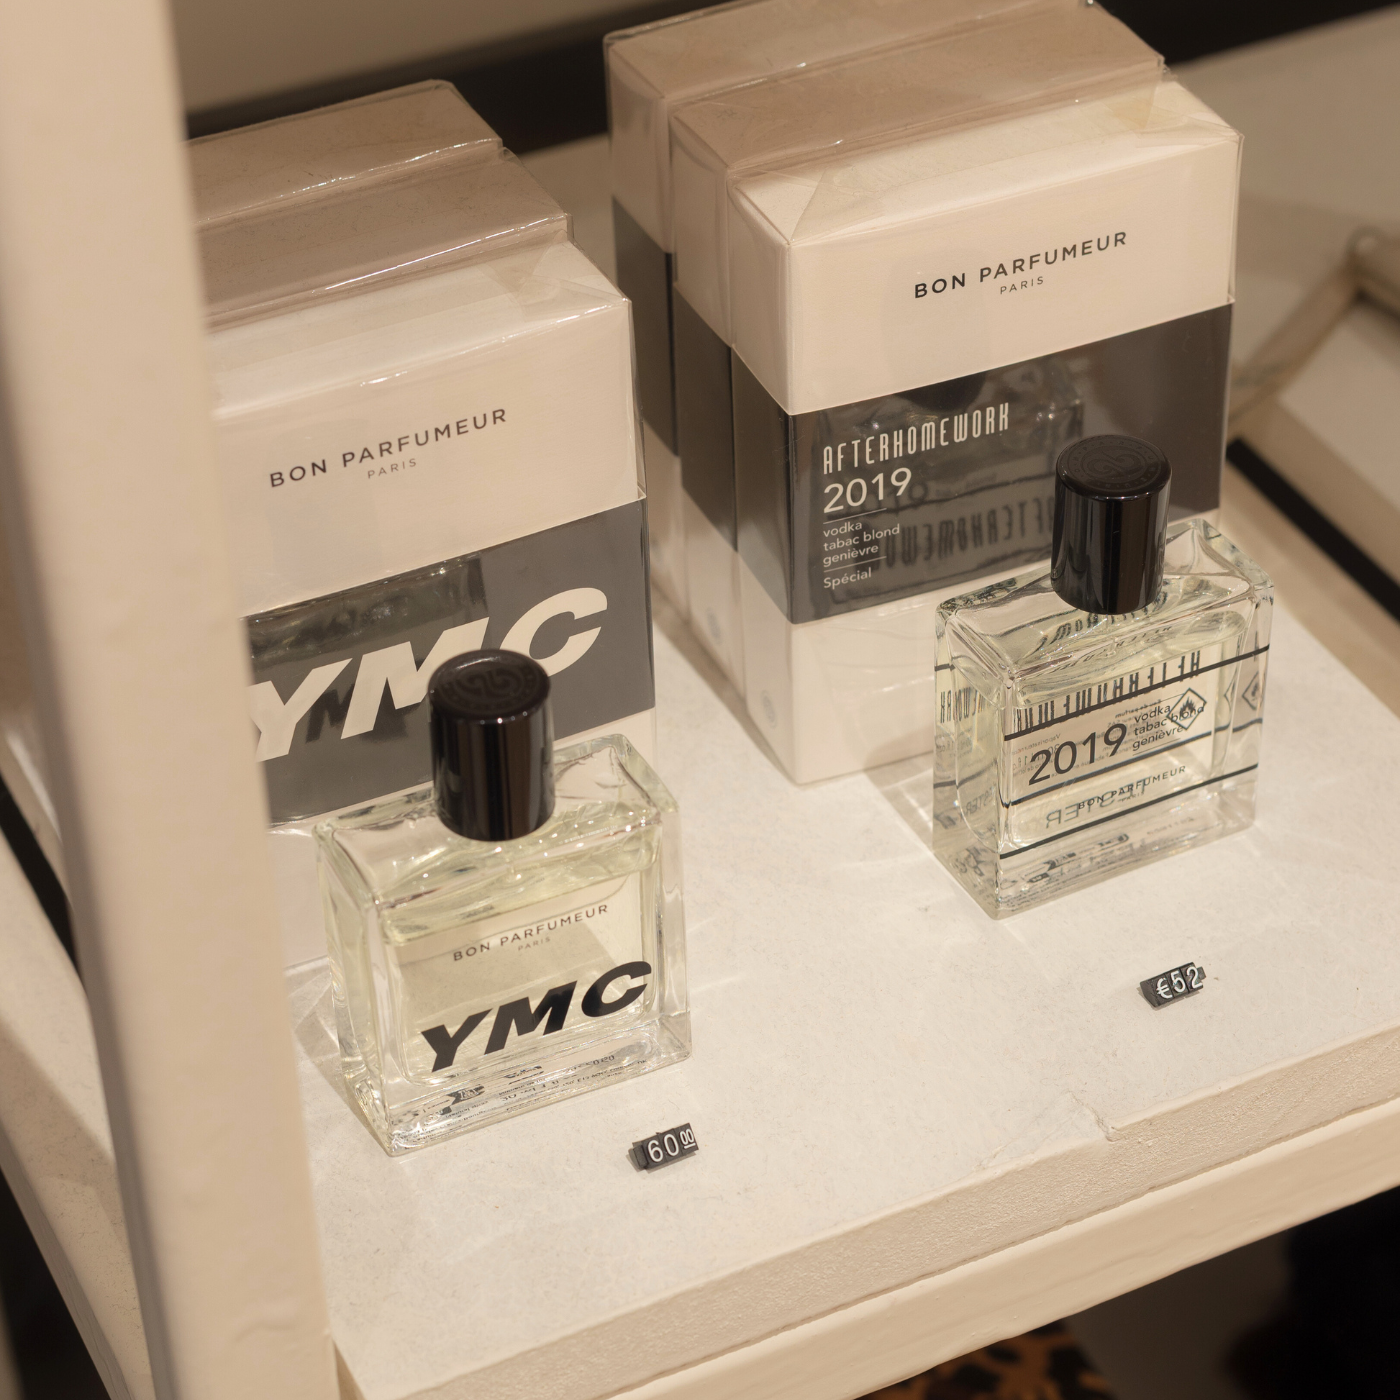 BON PARFUMEUR
PARIS
YMC
BON PARFUMEUR
PARIS
AFTERHOMEWORK
2019
vodka
tabac blond
genièvre
Spécial
BON PARFUMEUR
PARIS
YMC
60 00
2019
vodka
tabac blond
genièvre
BON PARFUMEUR
€52